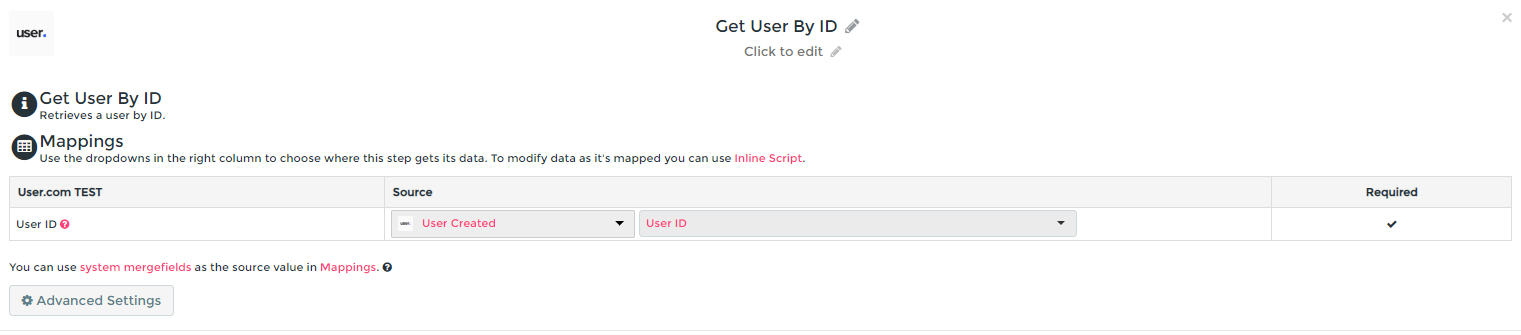 user.
Get User By ID
Click to edit
×
Get User By ID
Retrieves a user by ID.
Mappings
Use the dropdowns in the right column to choose where this step gets its data. To modify data as it's mapped you can use Inline Script.
User.com TEST Source Required
User ID user. User Created User ID
You can use system mergefields as the source value in Mappings.
Advanced Settings